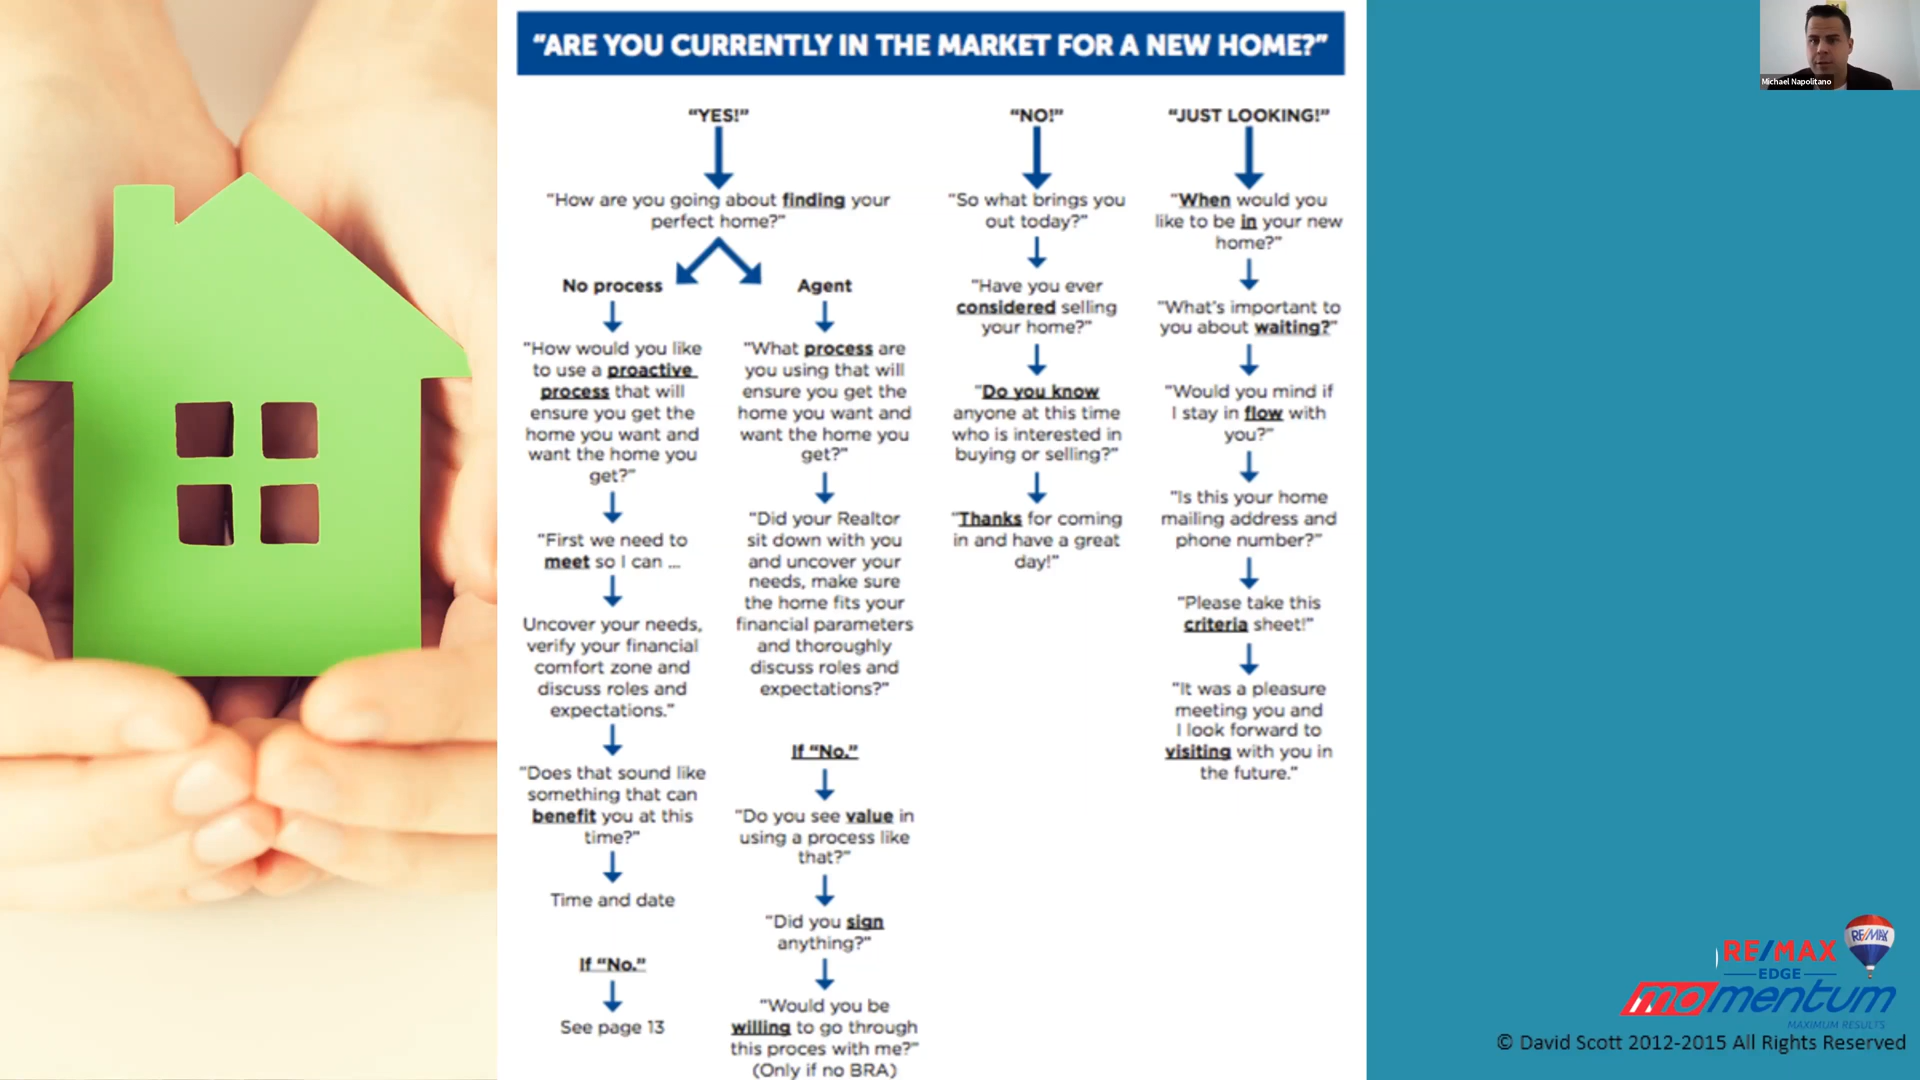 “ARE YOU CURRENTLY IN THE MARKET FOR A NEW HOME?”
“YES!”
“How are you going about finding your
perfect home?”
No process
“How would you like
to use a proactive
process that will
ensure you get the
home you want and
want the home you
get?”
“First we need to
meet so I can ...
Uncover your needs,
verify your financial
comfort zone and
discuss roles and
expectations.”
“Does that sound like
something that can
benefit you at this
time?”
Time and date
If “No.”
See page 13
Agent
“What process are
you using that will
ensure you get the
home you want and
want the home you
get?”
“Did your Realtor
sit down with you
and uncover your
needs, make sure
the home fits your
financial parameters
and thoroughly
discuss roles and
expectations?”
If “No.”
“Do you see value in
using a process like
that?”
“Did you sign
anything?”
“Would you be
willing to go through
this proces with me?”
(Only if no BRA)
“NO!”
“So what brings you
out today?”
“Have you ever
considered selling
your home?”
“Do you know
anyone at this time
who is interested in
buying or selling?”
“Thanks for coming
in and have a great
day!”
“JUST LOOKING!”
“When would you
like to be in your new
home?”
“What’s important to
you about waiting?”
“Would you mind if
I stay in flow with
you?”
“Is this your home
mailing address and
phone number?”
“Please take this
criteria sheet!”
“It was a pleasure
meeting you and
I look forward to
visiting with you in
the future.”
Michael Napolitano
RE/MAX
RE/MAX
EDGE
momentum
MAXIMUM RESULTS
© David Scott 2012-2015 All Rights Reserved